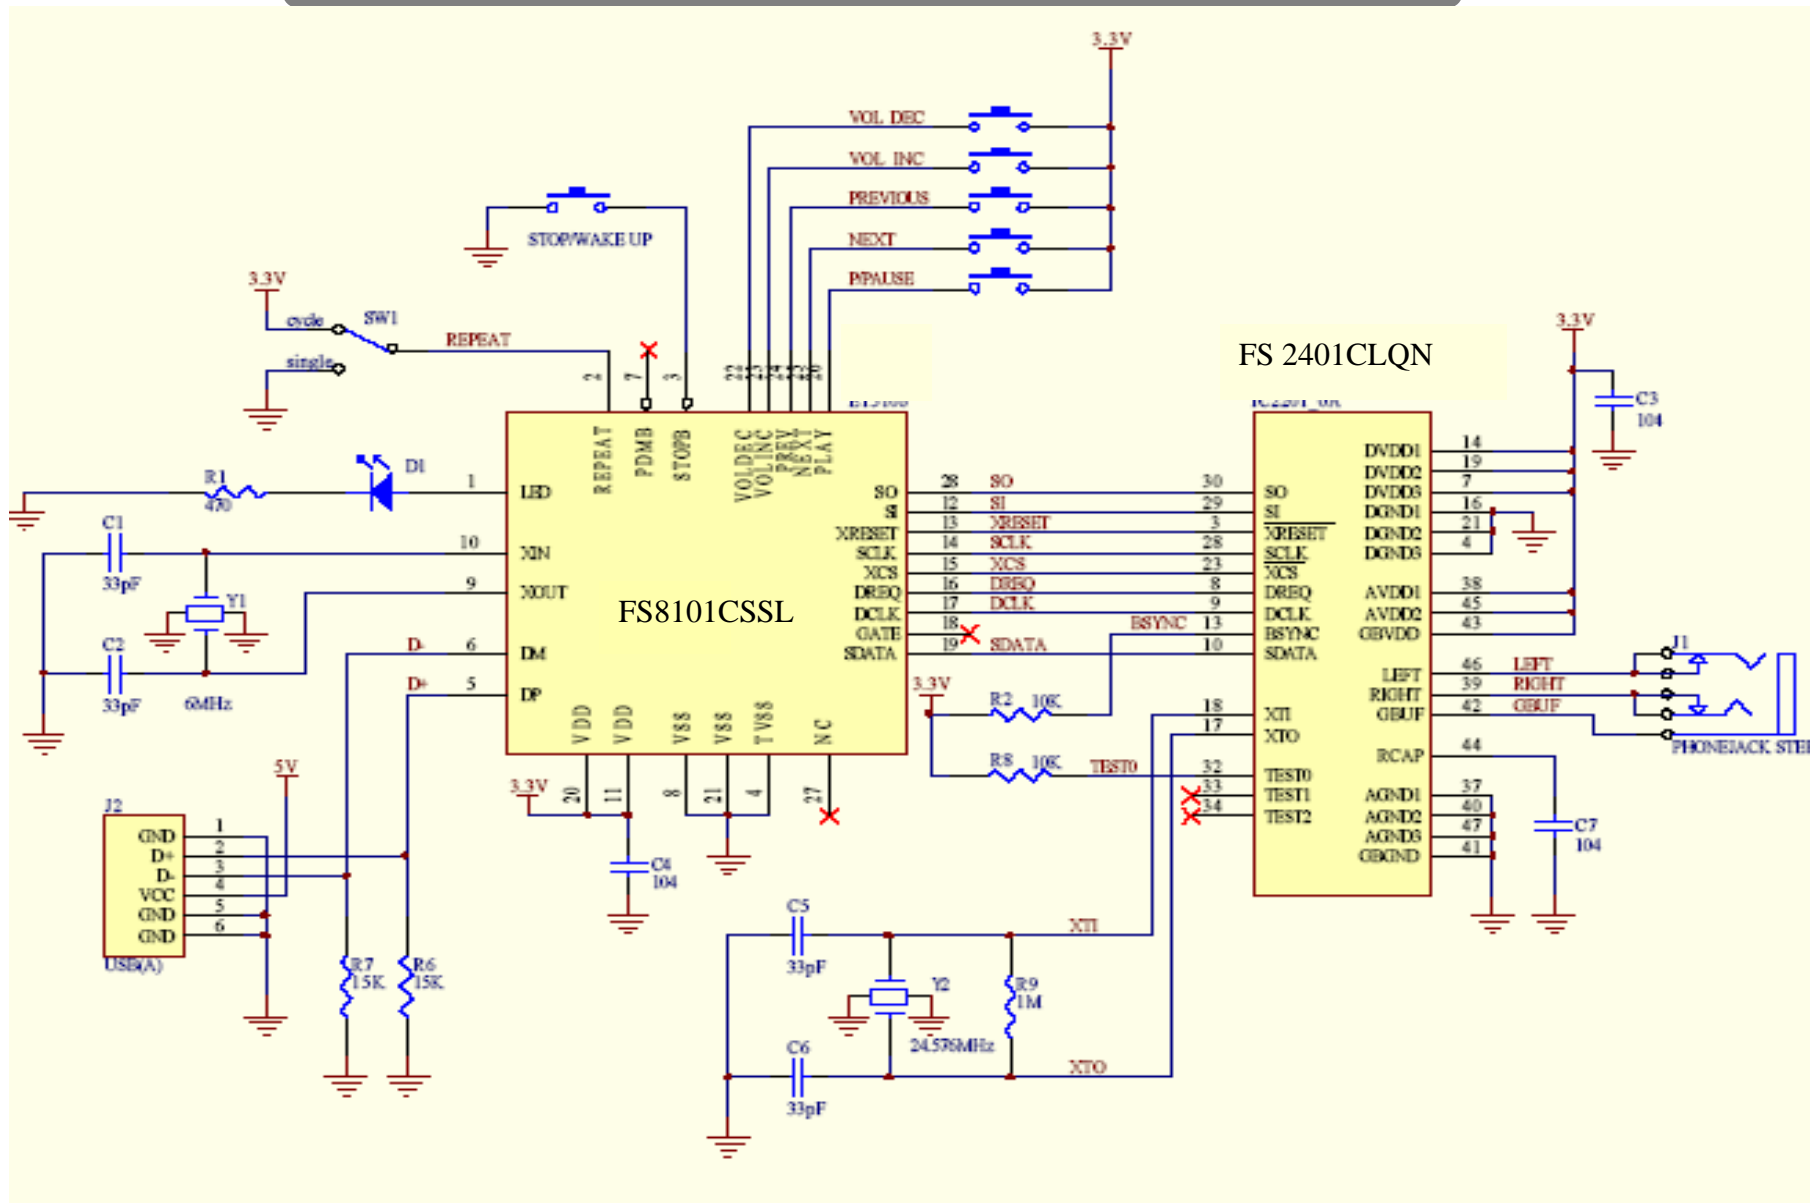 3.3V
VOL DEC
VOL INC
PREVIOUS
NEXT
P/PAUSE
STOP/WAKE UP
3.3V
cycle
SW1
single
REPEAT
2
7
3
22
FS 2401CLQN
3.3V
C3
104
REPEAT
PDMB
STOPB
VOLDEC
VOLINC
PREV
NEXT
PLAY
R1
470
D1
1
LED
C1
33pF
10
XIN
9
XOUT
Y1
C2
33pF
6MHz
D-
6
DM
D+
5
DP
FS8101CSSL
SO 28 SO 30 SO
SI 12 SI 29 SI
XRESET 13 XRESET 3 XRESET
SCLK 14 SCLK 28 SCLK
XCS 15 XCS 23 XCS
DREQ 16 DREQ 8 DREQ
DCLK 17 DCLK 9 DCLK
GATE 18 BSYNC 13 BSYNC
SDATA 19 SDATA 10 SDATA
DVDD1 14
DVDD2 19
DVDD3 7
DGND1 16
DGND2 21
DGND3 4
AVDD1 38
AVDD2 45
GBVDD 43
LEFT 46 LEFT
RIGHT 39 RIGHT
GBUF 42 GBUF
J1
PHONEJACK STE
RCAP 44
AGND1 37
AGND2 40
AGND3 47
GBGND 41
C7
104
3.3V
R2 10K
R8 10K
TEST0
18 XTI
17 XTO
32 TEST0
33 TEST1
34 TEST2
VDD
VDD
VSS
VSS
TVSS
NC
3.3V
20
11
8
21
4
27
C4
104
5V
J2
GND 1
D+ 2
D- 3
VCC 4
GND 5
GND 6
USB(A)
R7
15K
R6
15K
C5
33pF
XTI
Y2
24.576MHz
R9
1M
C6
33pF
XTO